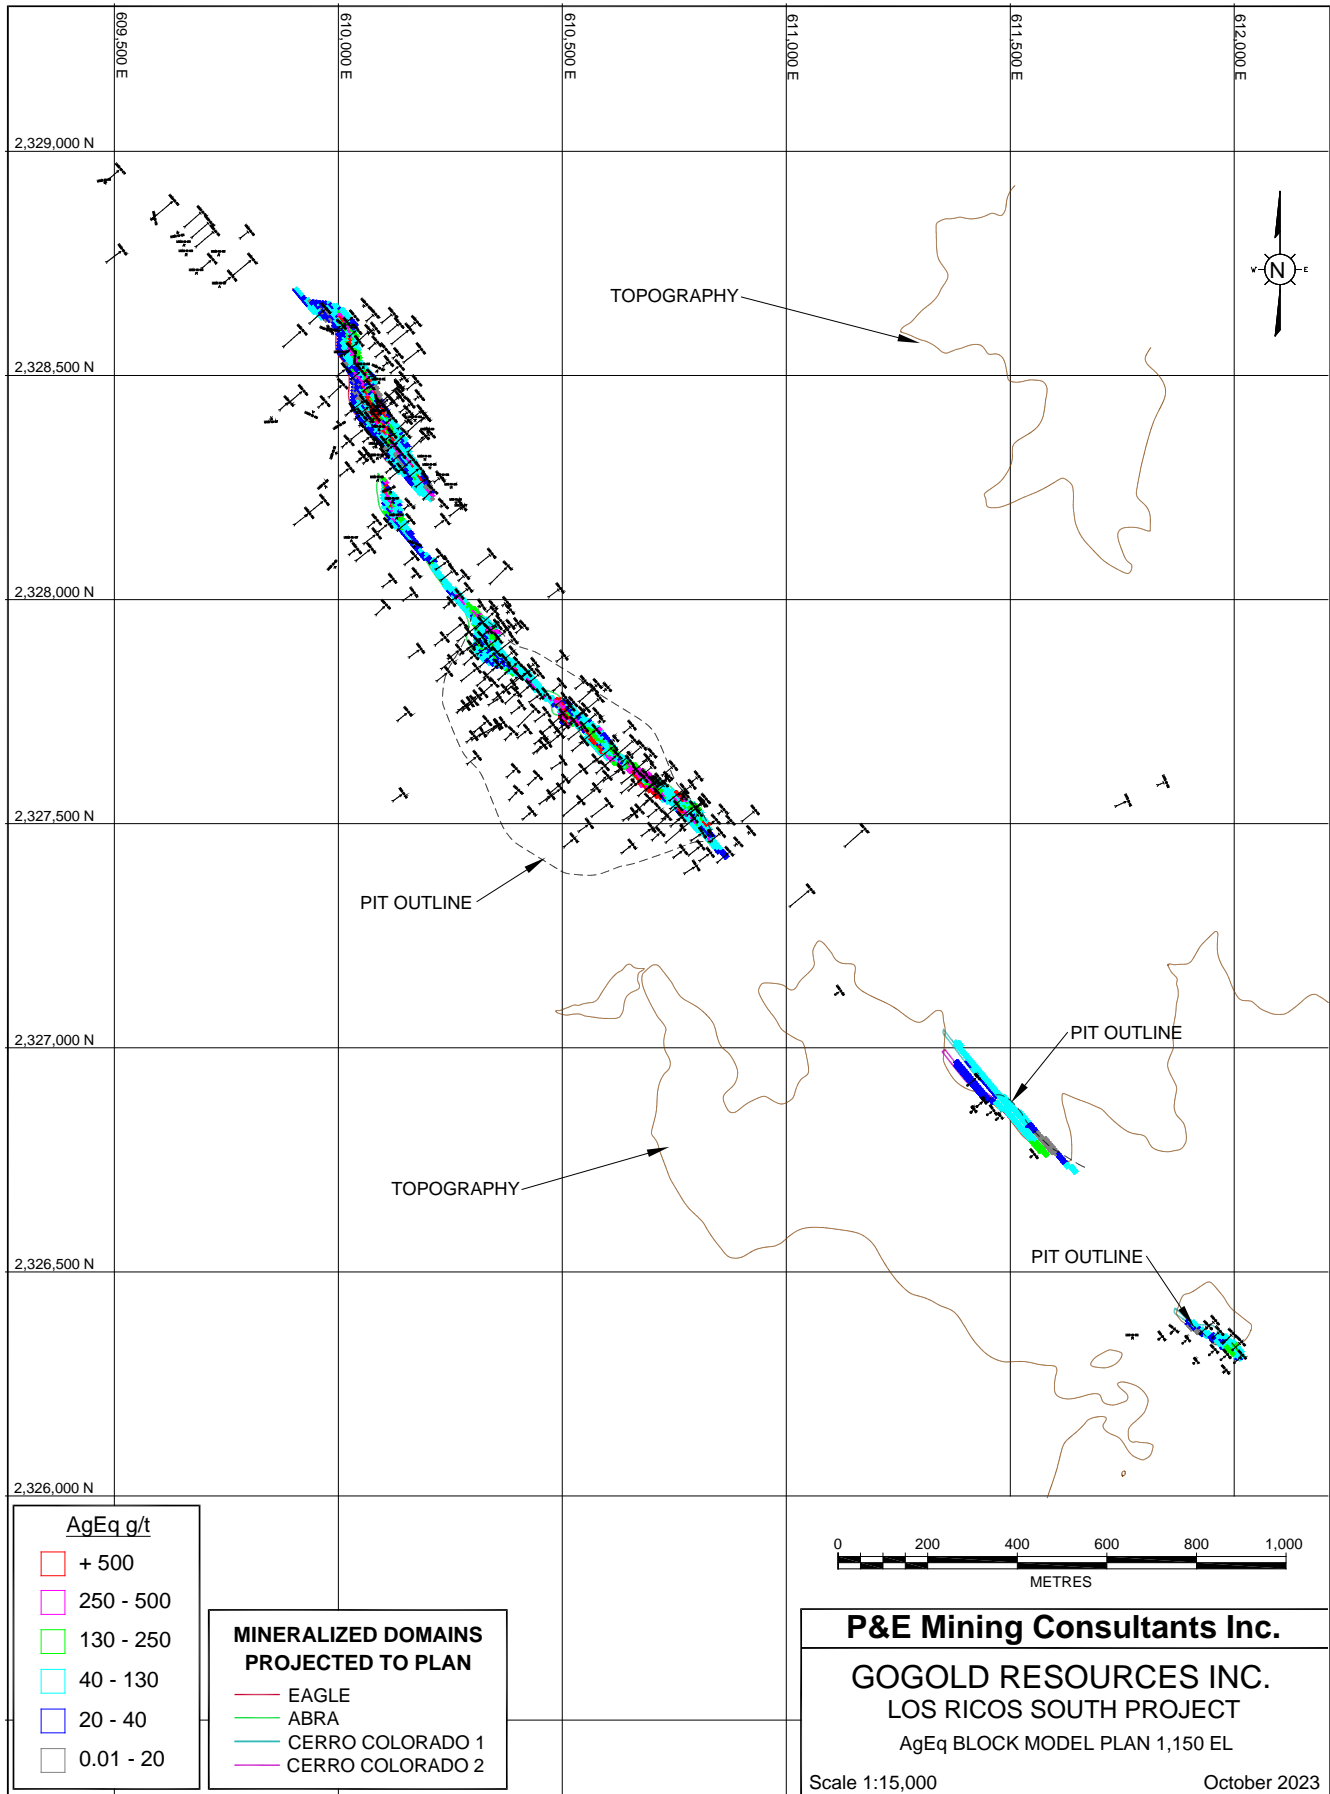 609,500 E
610,000 E
610,500 E
611,000 E
611,500 E
612,000 E
2,329,000 N
TOPOGRAPHY
W
N
E
2,328,500 N
2,328,000 N
2,327,500 N
PIT OUTLINE
2,327,000 N
PIT OUTLINE
TOPOGRAPHY
2,326,500 N
PIT OUTLINE
2,326,000 N
AgEq g/t
+ 500
250 - 500
130 - 250
40 - 130
20 - 40
0.01 - 20
MINERALIZED DOMAINS
PROJECTED TO PLAN
EAGLE
ABRA
CERRO COLORADO 1
CERRO COLORADO 2
0 200 400 600 800 1,000
METRES
P&E Mining Consultants Inc.
GOGOLD RESOURCES INC.
LOS RICOS SOUTH PROJECT
AgEq BLOCK MODEL PLAN 1,150 EL
Scale 1:15,000 October 2023